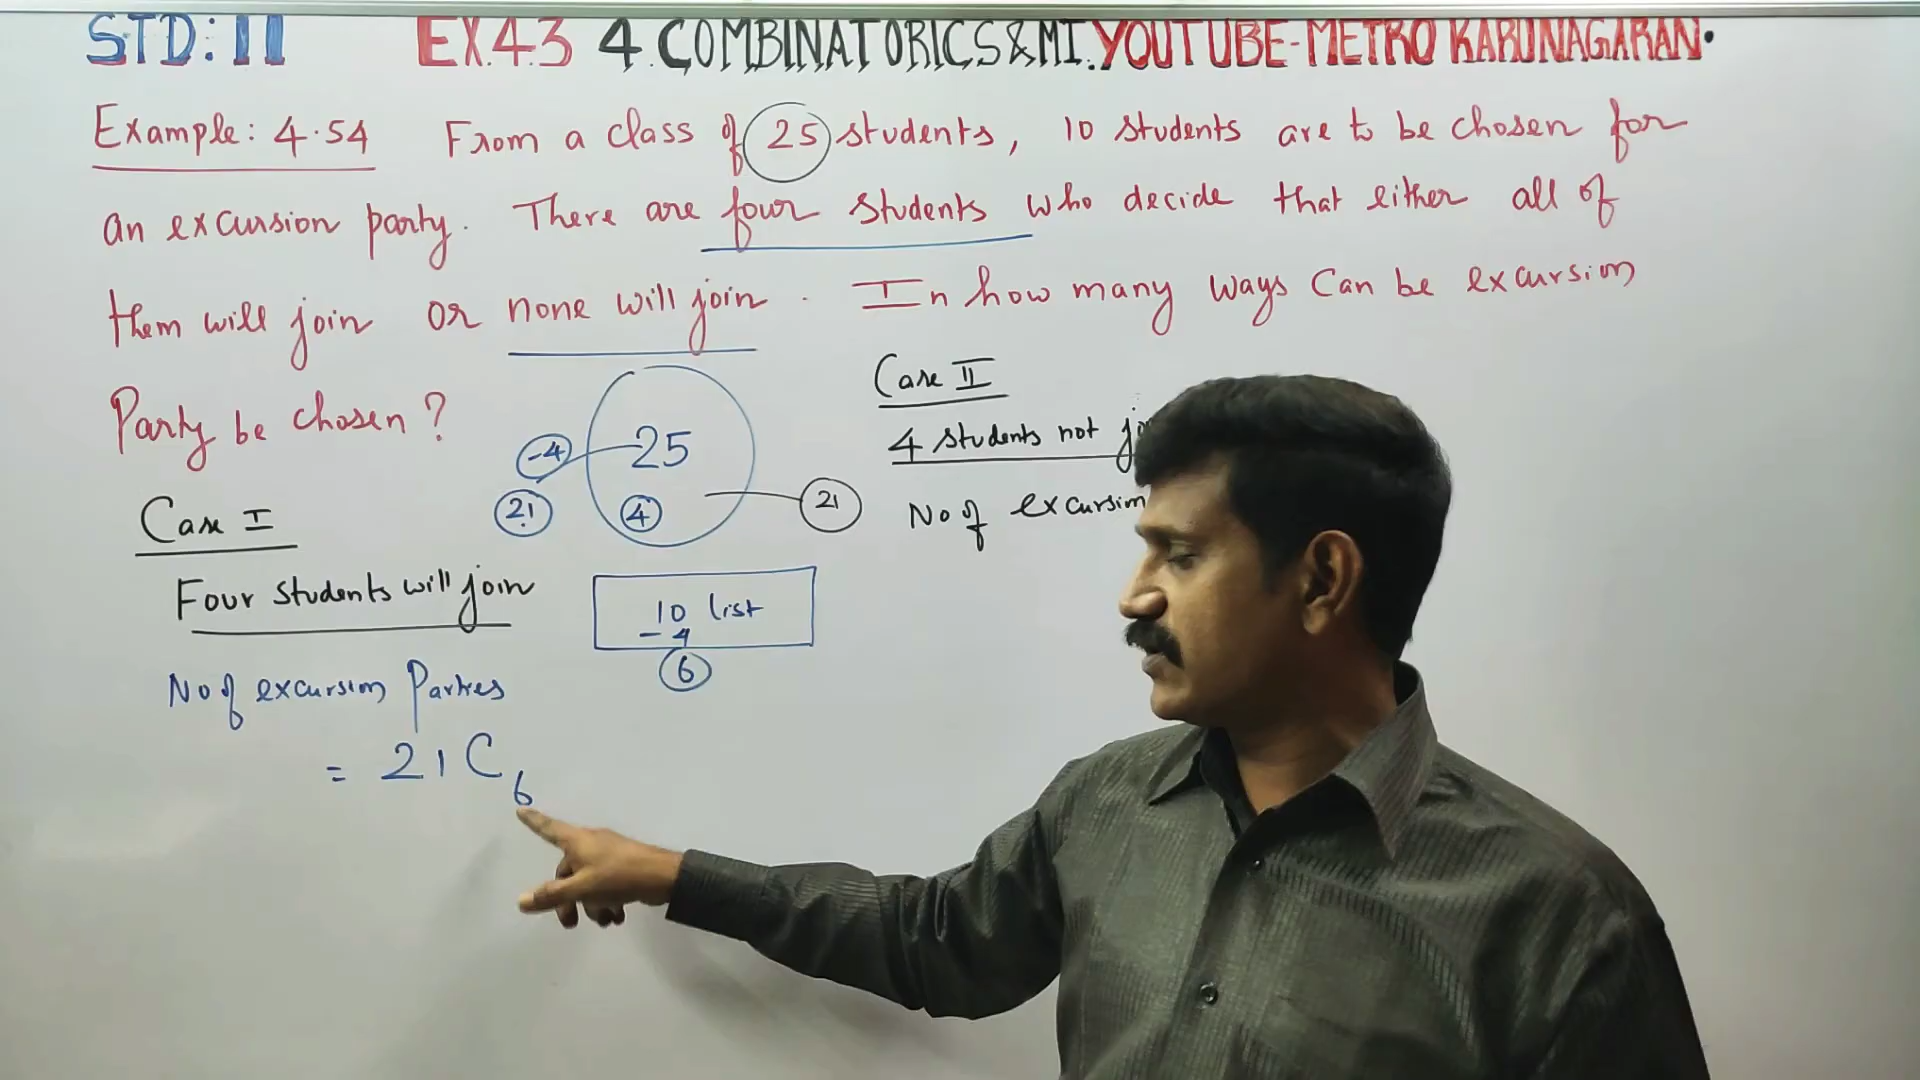 STD: 11 EX.4.3 4. COMBINATORICS & MI. YOUTUBE-METRO KARUNAGARAN.
Example: 4.54 From a class of 25 students, 10 students are to be chosen for
an excursion party. There are four students who decide that either all of
them will join or none will join. In how many ways can be excursion
Party be chosen?
25
-4
21
4
21
Case I
Four students will join
10 list
- 4
6
No of excursion Parties
= 21C6
Case II
4 students not
No of excursion